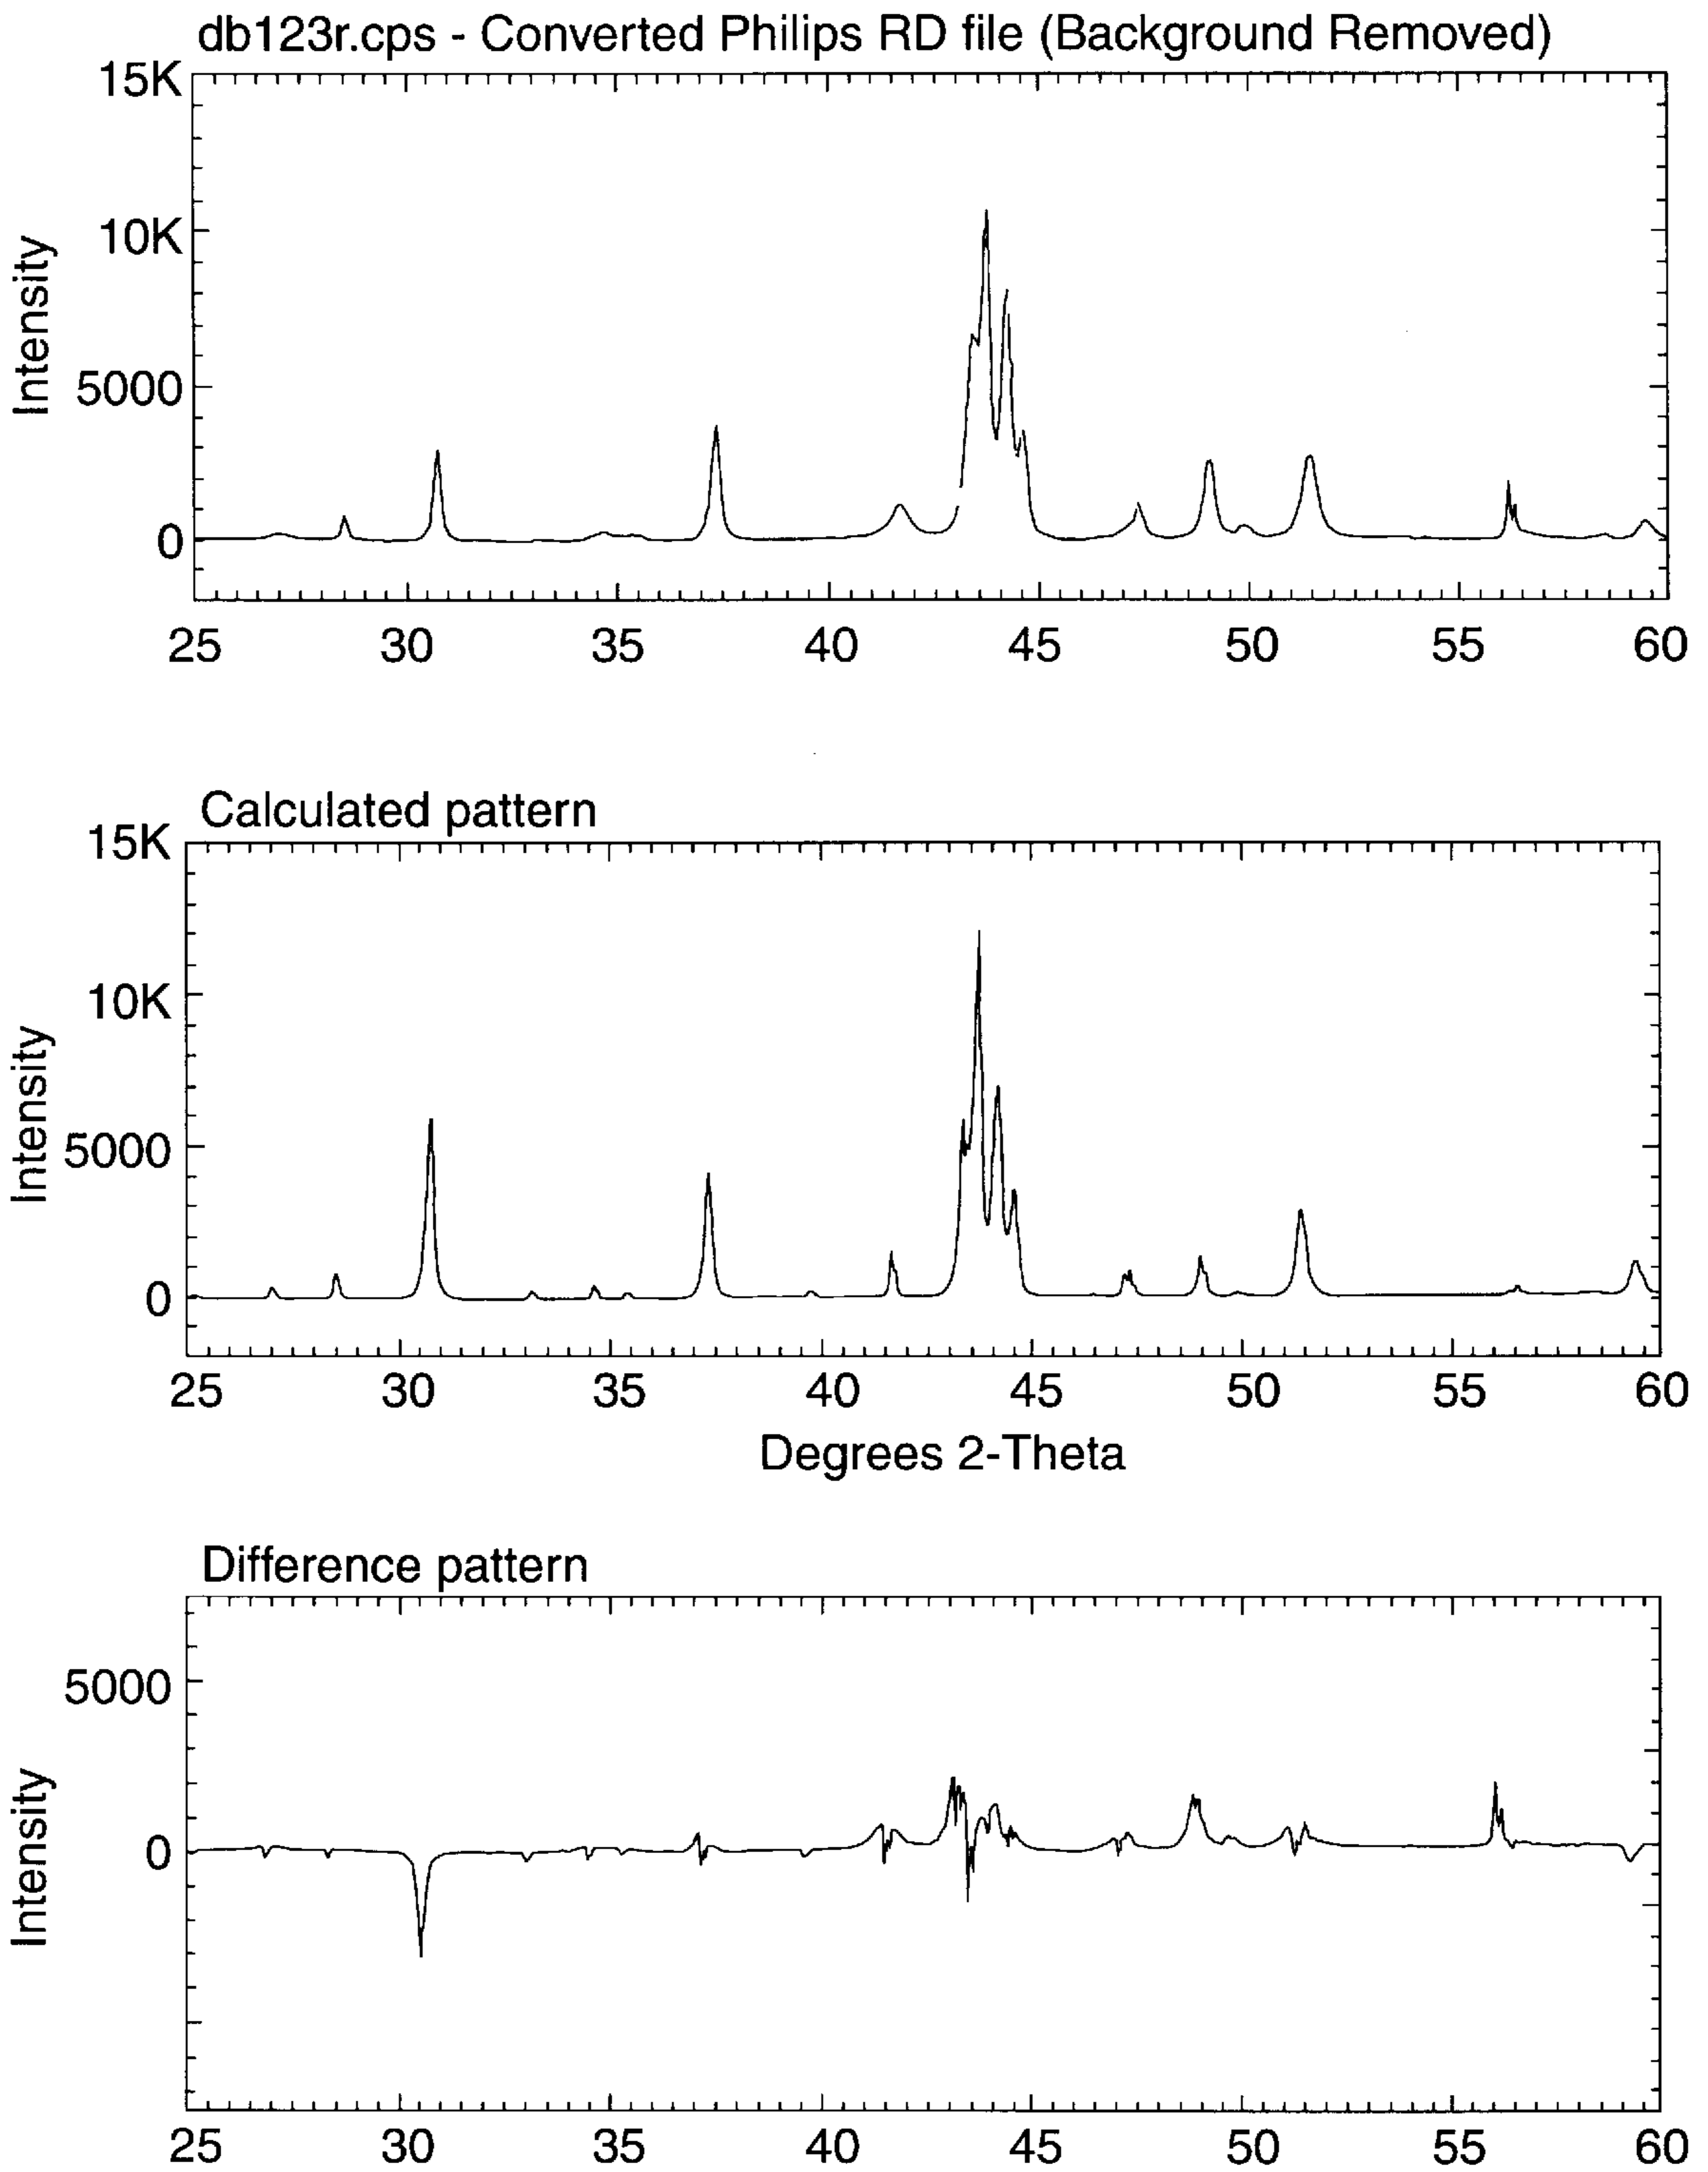 db123r.cps - Converted Philips RD file (Background Removed)
15K
10K
5000
0
Intensity
25 30 35 40 45 50 55 60
Calculated pattern
15K
10K
5000
0
Intensity
25 30 35 40 45 50 55 60
Degrees 2-Theta
Difference pattern
5000
0
Intensity
25 30 35 40 45 50 55 60